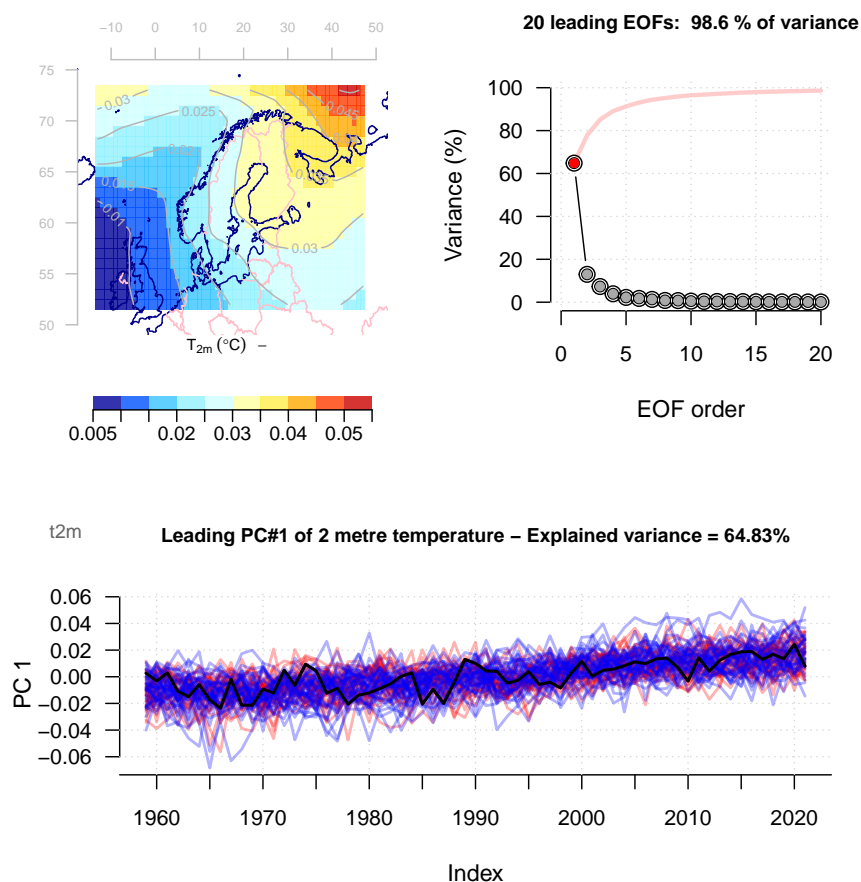 20 leading EOFs: 98.6 % of variance
−10 0 10 20 30 40 50
75
70
65
60
55
50
0.03
0.025
0.045
0.01
0.03
T2m (°C) −
0.005 0.02 0.03 0.04 0.05
Variance (%)
100
80
60
40
20
0
0 5 10 15 20
EOF order
t2m
Leading PC#1 of 2 metre temperature − Explained variance = 64.83%
PC 1
0.06
0.04
0.02
0.00
−0.02
−0.04
−0.06
1960 1970 1980 1990 2000 2010 2020
Index